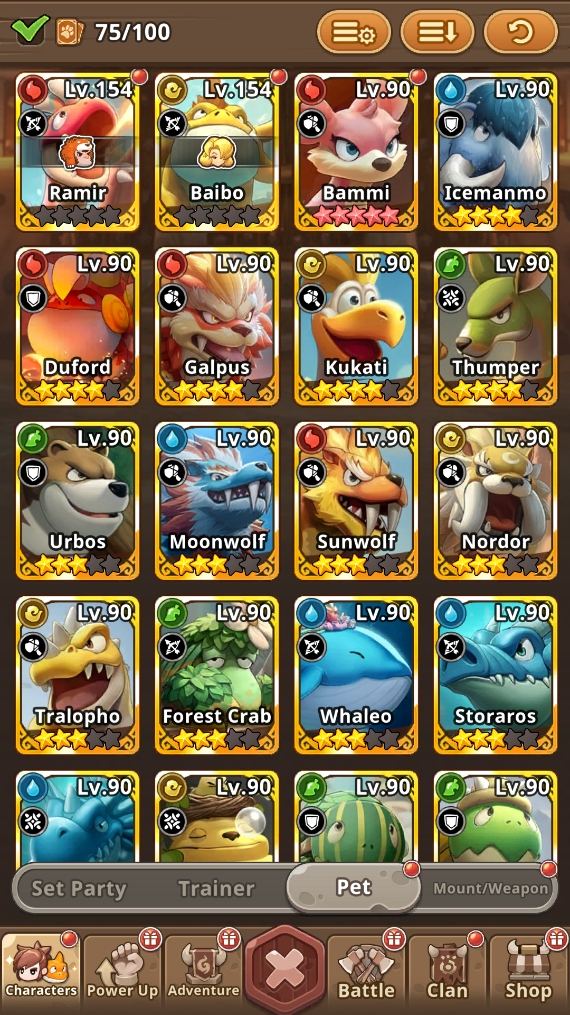 75/100
Lv.154 Lv.154 Lv.90 Lv.90
Ramir Baibo Bammi Icemanmo
Lv.90 Lv.90 Lv.90 Lv.90
Duford Galpus Kukati Thumper
Lv.90 Lv.90 Lv.90 Lv.90
Urbos Moonwolf Sunwolf Nordor
Lv.90 Lv.90 Lv.90 Lv.90
Tralopho Forest Crab Whaleo Storaros
Lv.90 Lv.90 Lv.90 Lv.90
Set Party Trainer Pet Mount/Weapon
Characters Power Up Adventure Battle Clan Shop